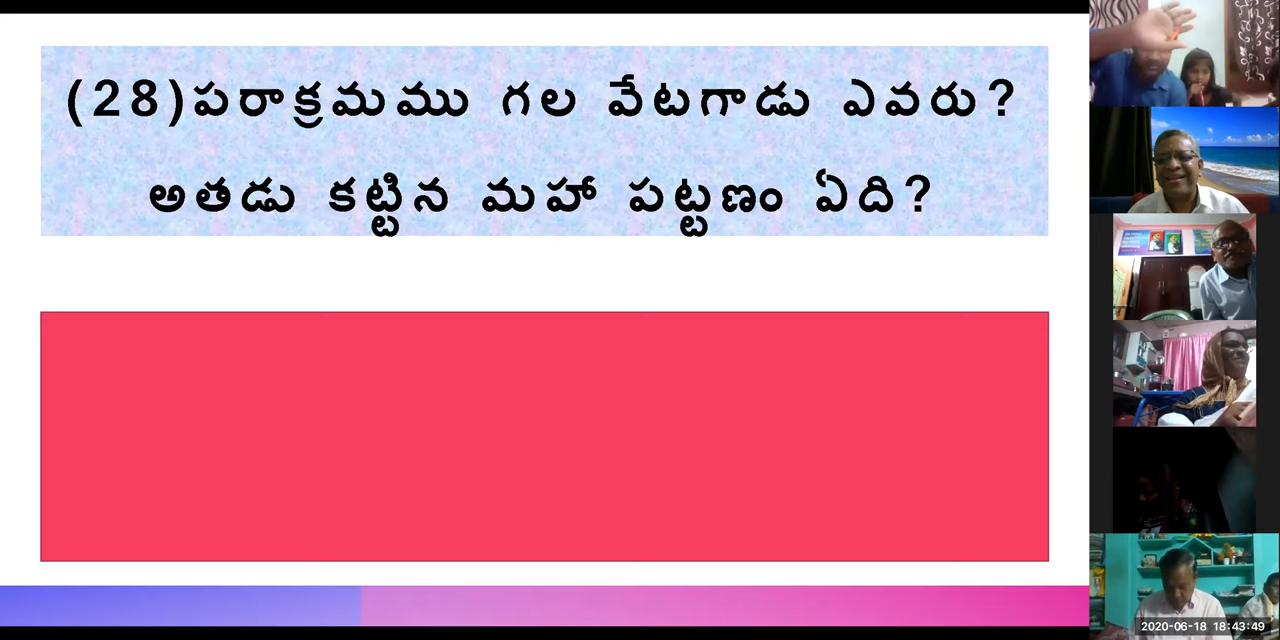 (28)పరాక్రమము గల వేటగాడు ఎవరు?
అతడు కట్టిన మహా పట్టణం ఏది?
2020-06-18 18:43:49